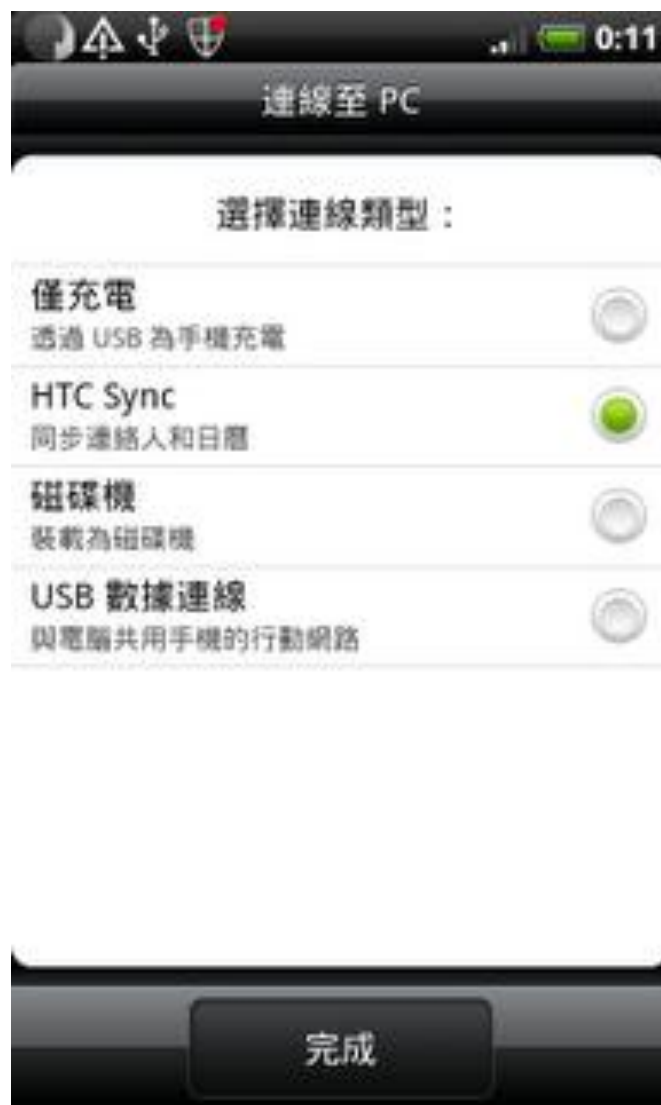 0:11
連線至 PC
選擇連線類型：
僅充電
透過 USB 為手機充電
HTC Sync
同步連絡人和日曆
磁碟機
裝載為磁碟機
USB 數據連線
與電腦共用手機的行動網路
完成